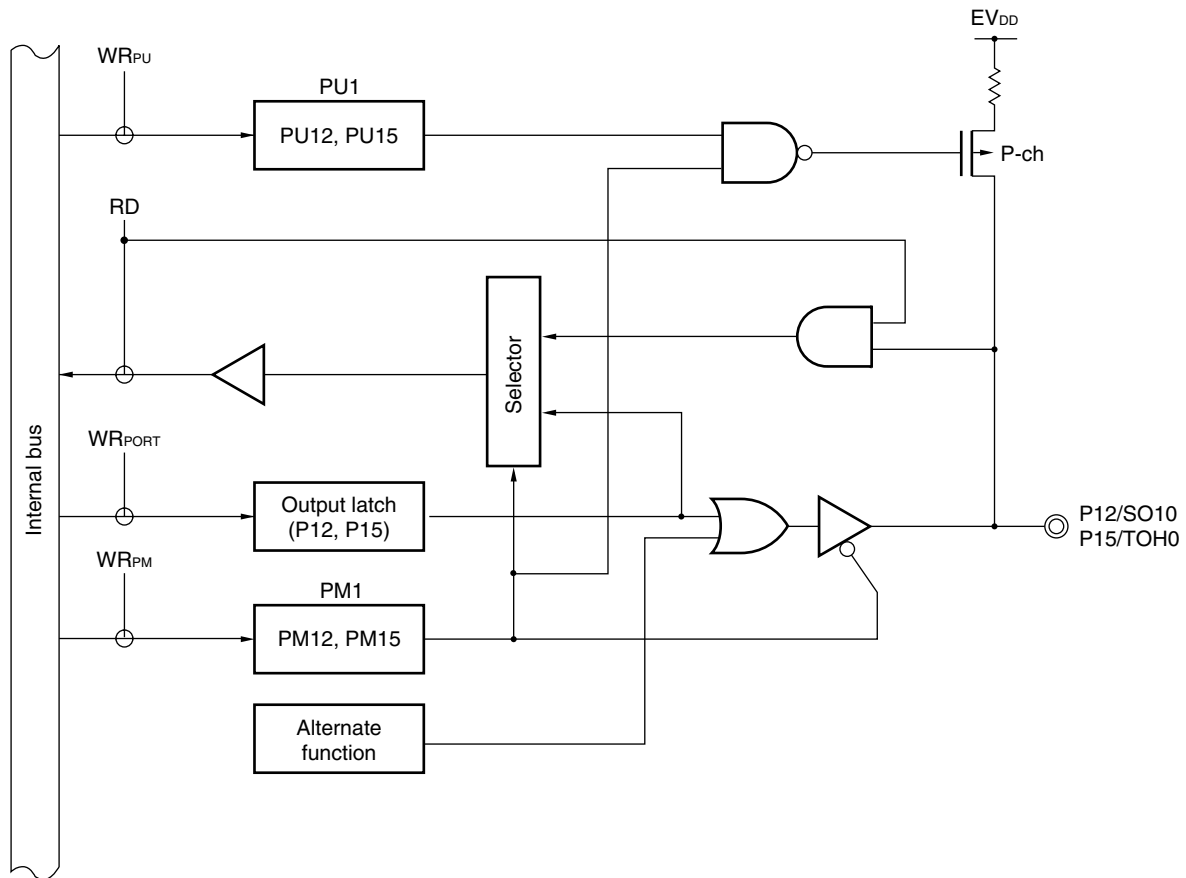 EVDD
WRPU
PU1
PU12, PU15
P-ch
RD
Selector
Internal bus
WRPORT
Output latch
(P12, P15)
P12/SO10
P15/TOH0
WRPM
PM1
PM12, PM15
Alternate
function